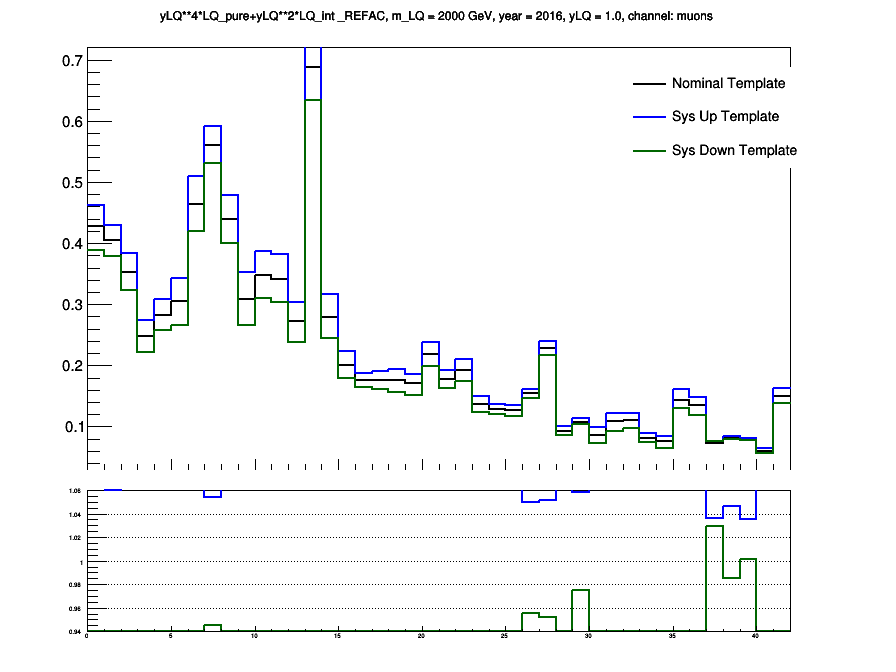 yLQ**4*LQ_pure+yLQ**2*LQ_int _REFAC, m_LQ = 2000 GeV, year = 2016, yLQ = 1.0, channel: muons
0.7
Nominal Template
0.6
Sys Up Template
Sys Down Template
0.5
0.4
0.3
0.2
0.1
1.06
1.04
1.02
1
0.98
0.96
0.94
0 5 10 15 20 25 30 35 40